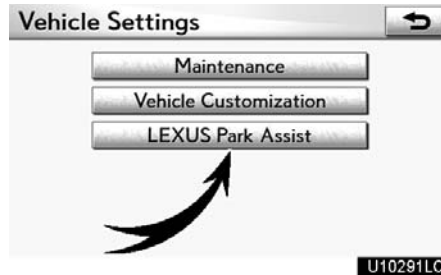 Vehicle Settings
Maintenance
Vehicle Customization
LEXUS Park Assist
U10291LC